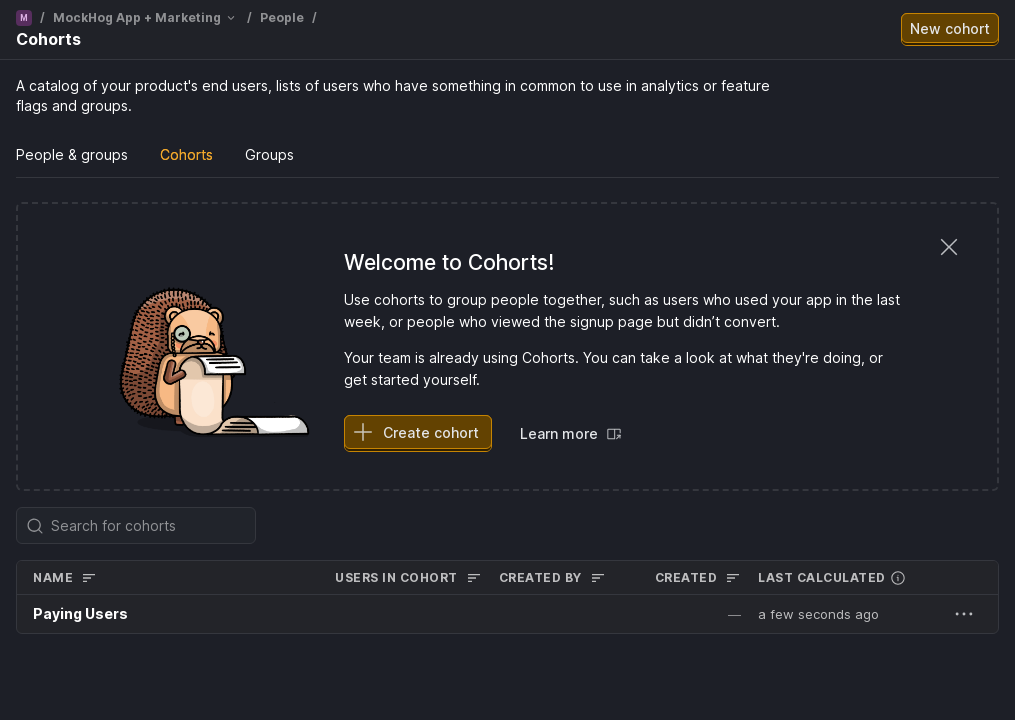 M / MockHog App + Marketing / People /
Cohorts
New cohort
A catalog of your product's end users, lists of users who have something in common to use in analytics or feature
flags and groups.
People & groups Cohorts Groups
Welcome to Cohorts!
Use cohorts to group people together, such as users who used your app in the last
week, or people who viewed the signup page but didn’t convert.
Your team is already using Cohorts. You can take a look at what they're doing, or
get started yourself.
Create cohort Learn more
Search for cohorts
NAME USERS IN COHORT CREATED BY CREATED LAST CALCULATED
Paying Users — a few seconds ago